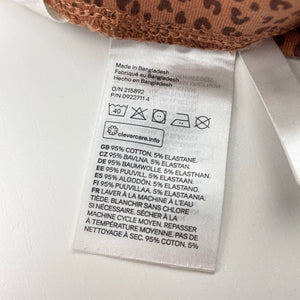 Made in Bangladesh
Fabriqué au Bangladesh
Hecho en Bangladesh
O/N 215892
P/N 0922711 4
40
clevercare.info
GB 95% COTTON, 5% ELASTANE.
CZ 95% BAVLNA, 5% ELASTAN.
DE 95% BAUMWOLLE, 5% ELASTHAN.
EE 95% PUUVILL, 5% ELASTAAN.
ES 95% ALGODÓN, 5% ELASTANO.
FI 95% PUUVILLAA, 5% ELASTAANIA.
FR LAVER À LA MACHINE À L'EAU
TIÈDE. BLANCHIR SANS CHLORE
SI NÉCESSAIRE. SÉCHER À LA
MACHINE CYCLE MOYEN. REPASSER
À TEMPÉRATURE MOYENNE. PAS DE
NETTOYAGE À SEC. 95% COTON, 5%